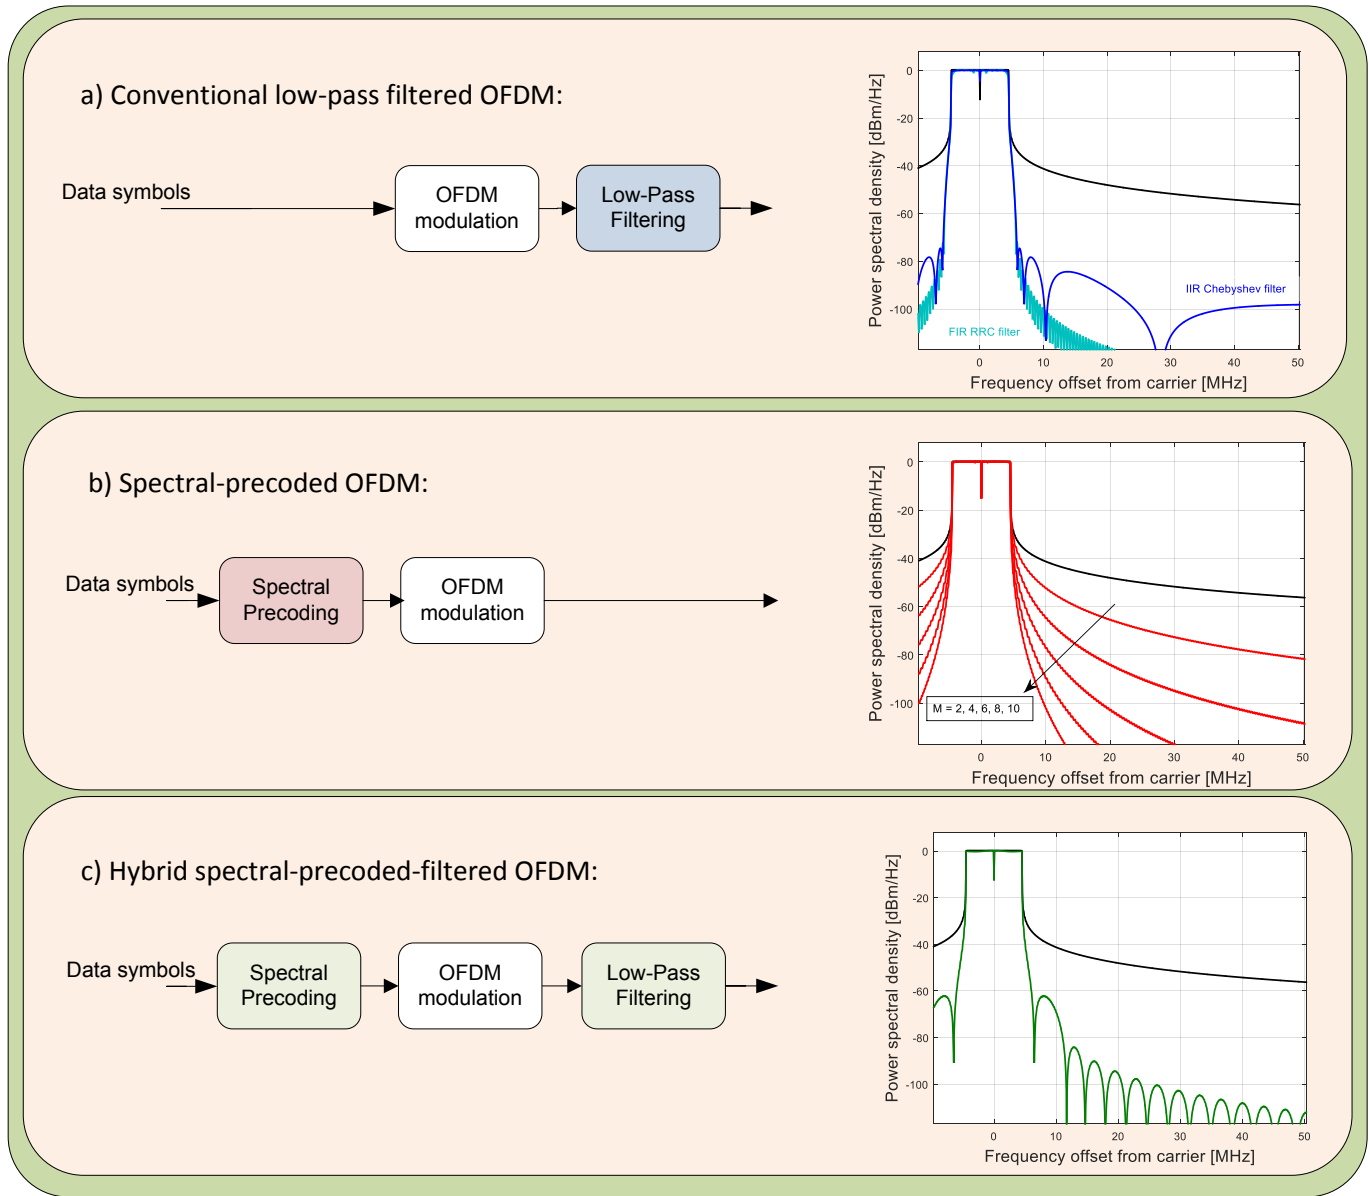 a) Conventional low-pass filtered OFDM:
Data symbols
OFDM
modulation
Low-Pass
Filtering
Power spectral density [dBm/Hz]
0
-20
-40
-60
-80
-100
IIR Chebyshev filter
FIR RRC filter
0 10 20 30 40 50
Frequency offset from carrier [MHz]
b) Spectral-precoded OFDM:
Data symbols
Spectral
Precoding
OFDM
modulation
Power spectral density [dBm/Hz]
0
-20
-40
-60
-80
-100
M = 2, 4, 6, 8, 10
0 10 20 30 40 50
Frequency offset from carrier [MHz]
c) Hybrid spectral-precoded-filtered OFDM:
Data symbols
Spectral
Precoding
OFDM
modulation
Low-Pass
Filtering
Power spectral density [dBm/Hz]
0
-20
-40
-60
-80
-100
0 10 20 30 40 50
Frequency offset from carrier [MHz]